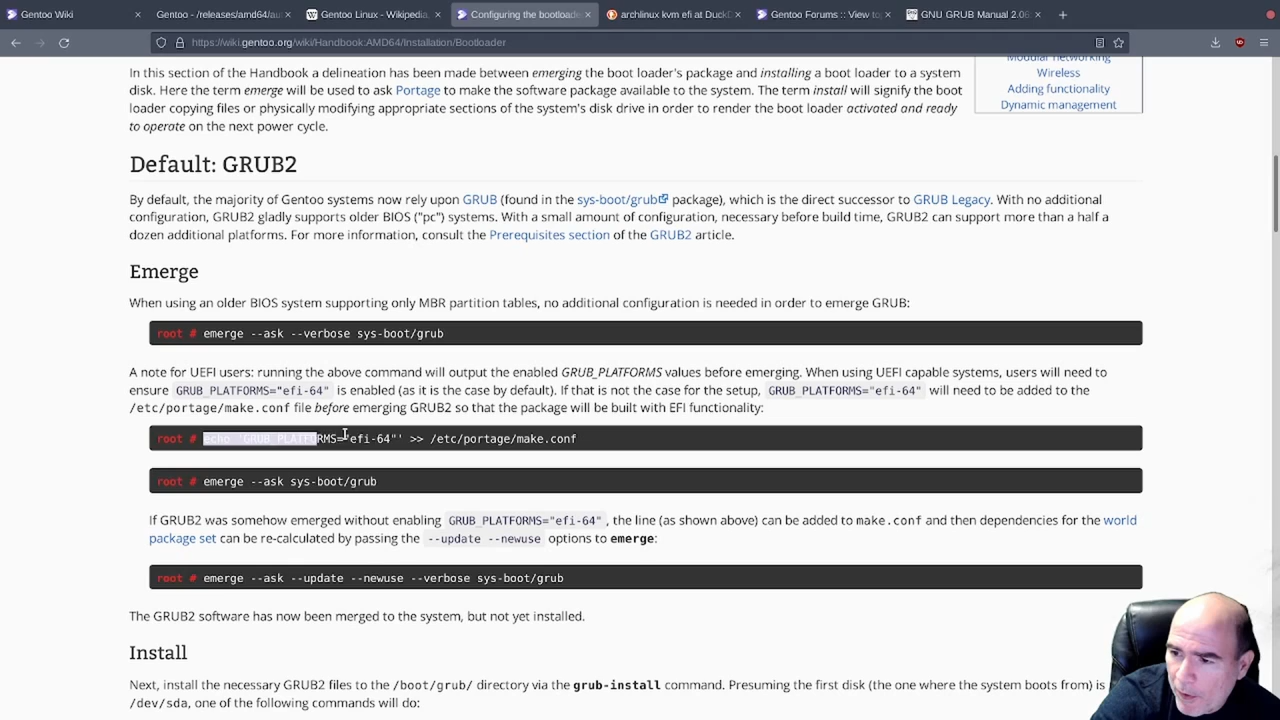 Gentoo Wiki
Gentoo - /releases/amd64/au
Gentoo Linux - Wikipedia,
Configuring the bootloade
archlinux kvm efi at Duck
Gentoo Forums :: View to
GNU GRUB Manual 2.06
https://wiki.gentoo.org/wiki/Handbook:AMD64/Installation/Bootloader
Modular networking
Wireless
Adding functionality
Dynamic management
In this section of the Handbook a delineation has been made between emerging the boot loader's package and installing a boot loader to a system
disk. Here the term emerge will be used to ask Portage to make the software package available to the system. The term install will signify the boot
loader copying files or physically modifying appropriate sections of the system's disk drive in order to render the boot loader activated and ready
to operate on the next power cycle.
Default: GRUB2
By default, the majority of Gentoo systems now rely upon GRUB (found in the sys-boot/grub package), which is the direct successor to GRUB Legacy. With no additional
configuration, GRUB2 gladly supports older BIOS ("pc") systems. With a small amount of configuration, necessary before build time, GRUB2 can support more than a half a
dozen additional platforms. For more information, consult the Prerequisites section of the GRUB2 article.
Emerge
When using an older BIOS system supporting only MBR partition tables, no additional configuration is needed in order to emerge GRUB:
root # emerge --ask --verbose sys-boot/grub
A note for UEFI users: running the above command will output the enabled GRUB_PLATFORMS values before emerging. When using UEFI capable systems, users will need to
ensure GRUB_PLATFORMS="efi-64" is enabled (as it is the case by default). If that is not the case for the setup, GRUB_PLATFORMS="efi-64" will need to be added to the
/etc/portage/make.conf file before emerging GRUB2 so that the package will be built with EFI functionality:
root # echo 'GRUB_PLATFORMS="efi-64"' >> /etc/portage/make.conf
root # emerge --ask sys-boot/grub
If GRUB2 was somehow emerged without enabling GRUB_PLATFORMS="efi-64", the line (as shown above) can be added to make.conf and then dependencies for the world
package set can be re-calculated by passing the --update --newuse options to emerge:
root # emerge --ask --update --newuse --verbose sys-boot/grub
The GRUB2 software has now been merged to the system, but not yet installed.
Install
Next, install the necessary GRUB2 files to the /boot/grub/ directory via the grub-install command. Presuming the first disk (the one where the system boots from) is
/dev/sda, one of the following commands will do: